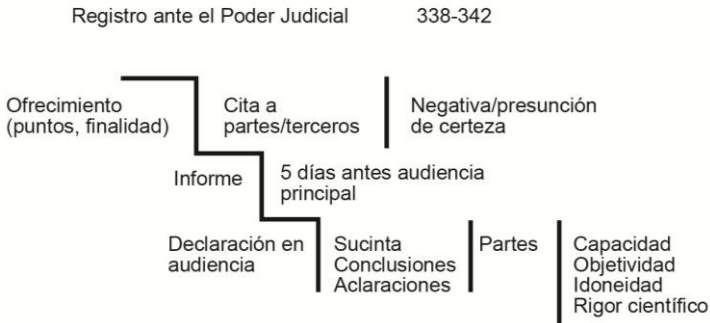 Registro ante el Poder Judicial 338-342
Ofrecimiento
(puntos, finalidad)
Cita a
partes/terceros
Negativa/presunción
de certeza
Informe
5 días antes audiencia
principal
Declaración en
audiencia
Sucinta
Conclusiones
Aclaraciones
Partes
Capacidad
Objetividad
Idoneidad
Rigor científico